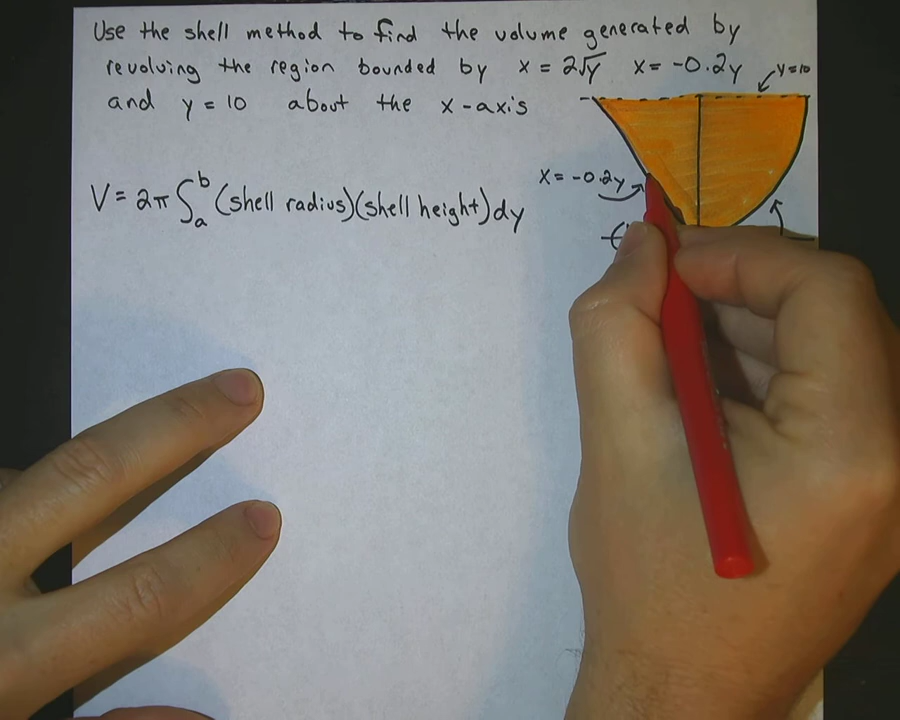 Use the shell method to find the volume generated by
revolving the region bounded by x = 2√y x = -0.2y
and y = 10 about the x-axis
y = 10
x = -0.2y
V = 2π ∫_a^b (shell radius)(shell height) dy